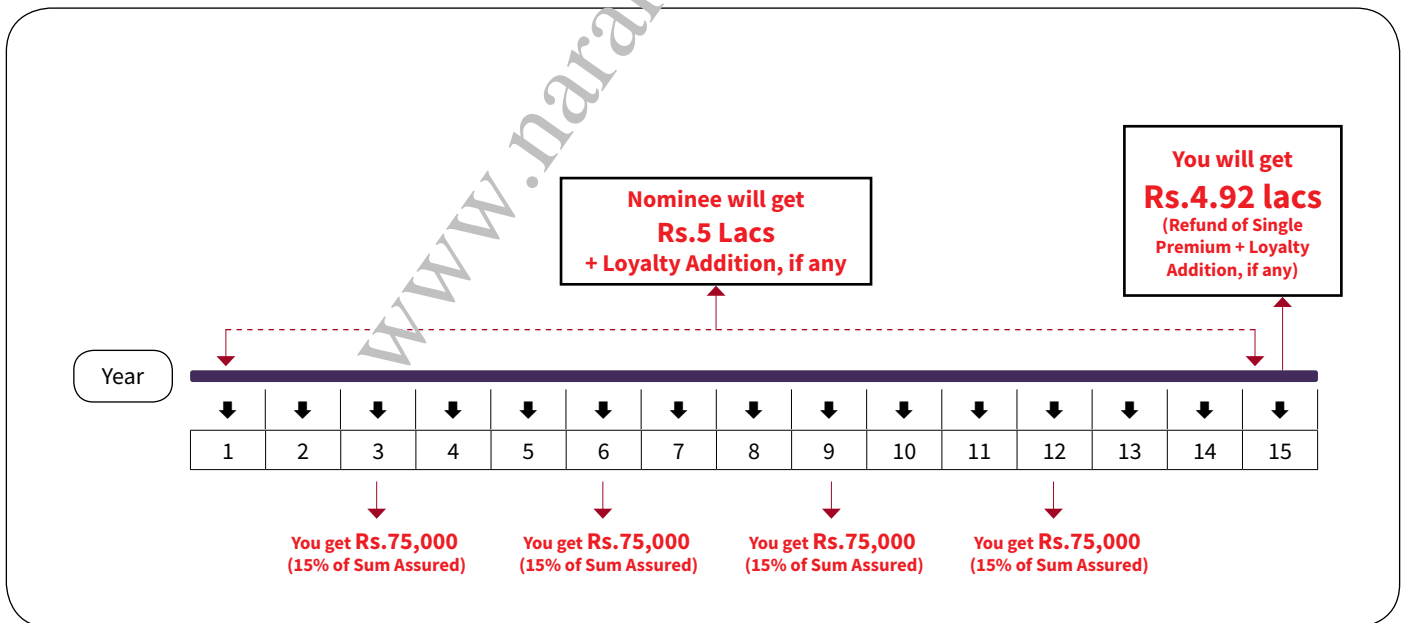 www.nara
You will get
Rs.4.92 lacs
(Refund of Single
Premium + Loyalty
Addition, if any)
Nominee will get
Rs.5 Lacs
+ Loyalty Addition, if any
Year
1 2 3 4 5 6 7 8 9 10 11 12 13 14 15
You get Rs.75,000
(15% of Sum Assured)
You get Rs.75,000
(15% of Sum Assured)
You get Rs.75,000
(15% of Sum Assured)
You get Rs.75,000
(15% of Sum Assured)